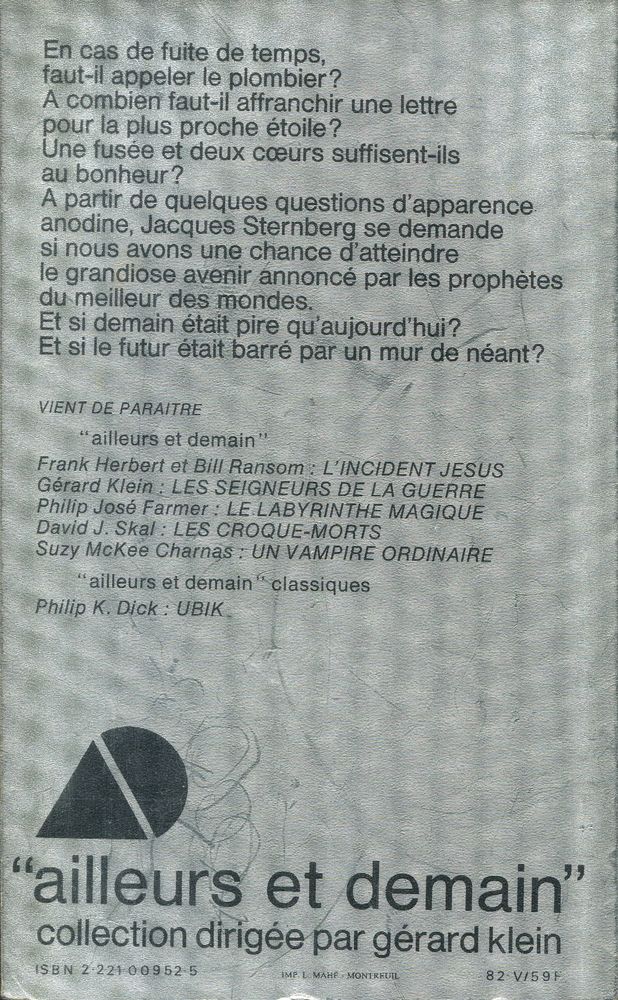 En cas de fuite de temps,
faut-il appeler le plombier?
A combien faut-il affranchir une lettre
pour la plus proche étoile?
Une fusée et deux cœurs suffisent-ils
au bonheur?
A partir de quelques questions d'apparence
anodine, Jacques Sternberg se demande
si nous avons une chance d'atteindre
le grandiose avenir annoncé par les prophètes
du meilleur des mondes.
Et si demain était pire qu'aujourd'hui?
Et si le futur était barré par un mur de néant?
VIENT DE PARAITRE
"ailleurs et demain"
Frank Herbert et Bill Ransom : L'INCIDENT JESUS
Gérard Klein : LES SEIGNEURS DE LA GUERRE
Philip José Farmer : LE LABYRINTHE MAGIQUE
David J. Skal : LES CROQUE-MORTS
Suzy McKee Charnas : UN VAMPIRE ORDINAIRE
"ailleurs et demain" classiques
Philip K. Dick : UBIK
"ailleurs et demain"
collection dirigée par gérard klein
ISBN 2-221-00952-5
IMP. L. MAHÉ - MONTREUIL
82-V/59F